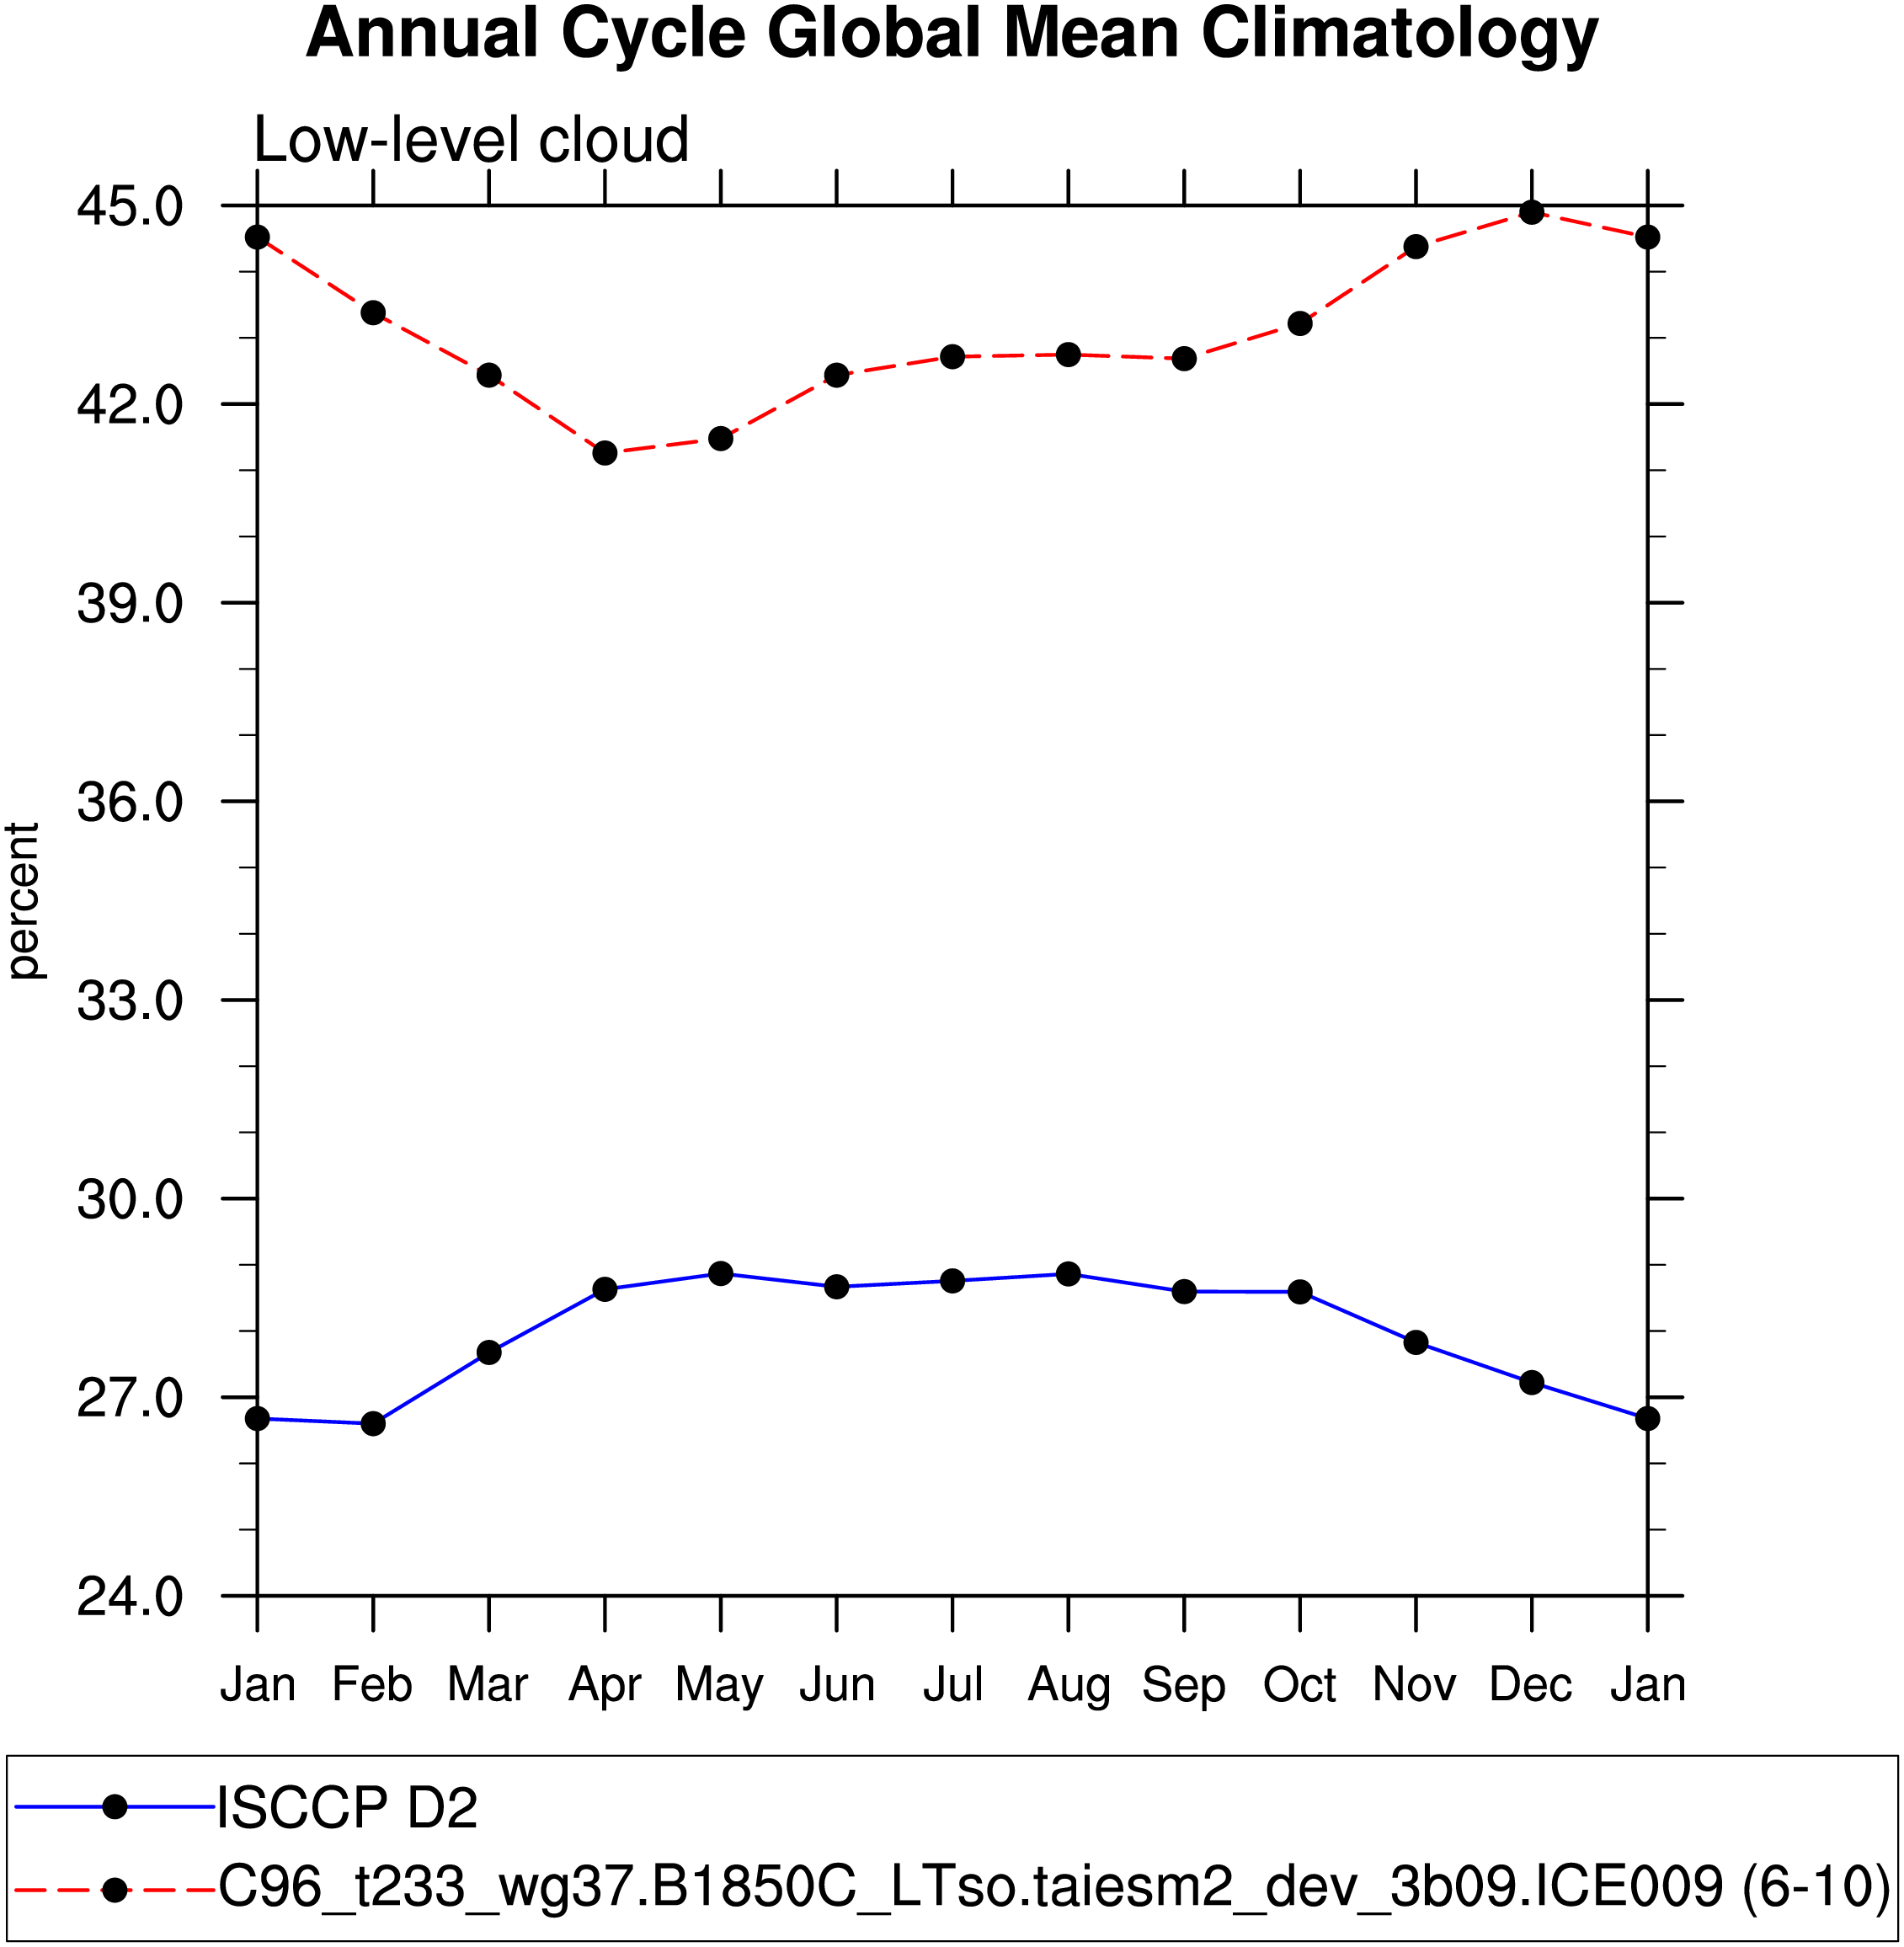 Annual Cycle Global Mean Climatology
Low-level cloud
45.0
42.0
39.0
36.0
33.0
30.0
27.0
24.0
percent
Jan Feb Mar Apr May Jun Jul Aug Sep Oct Nov Dec Jan
ISCCP D2
C96_t233_wg37.B1850C_LTso.taiesm2_dev_3b09.ICE009 (6-10)